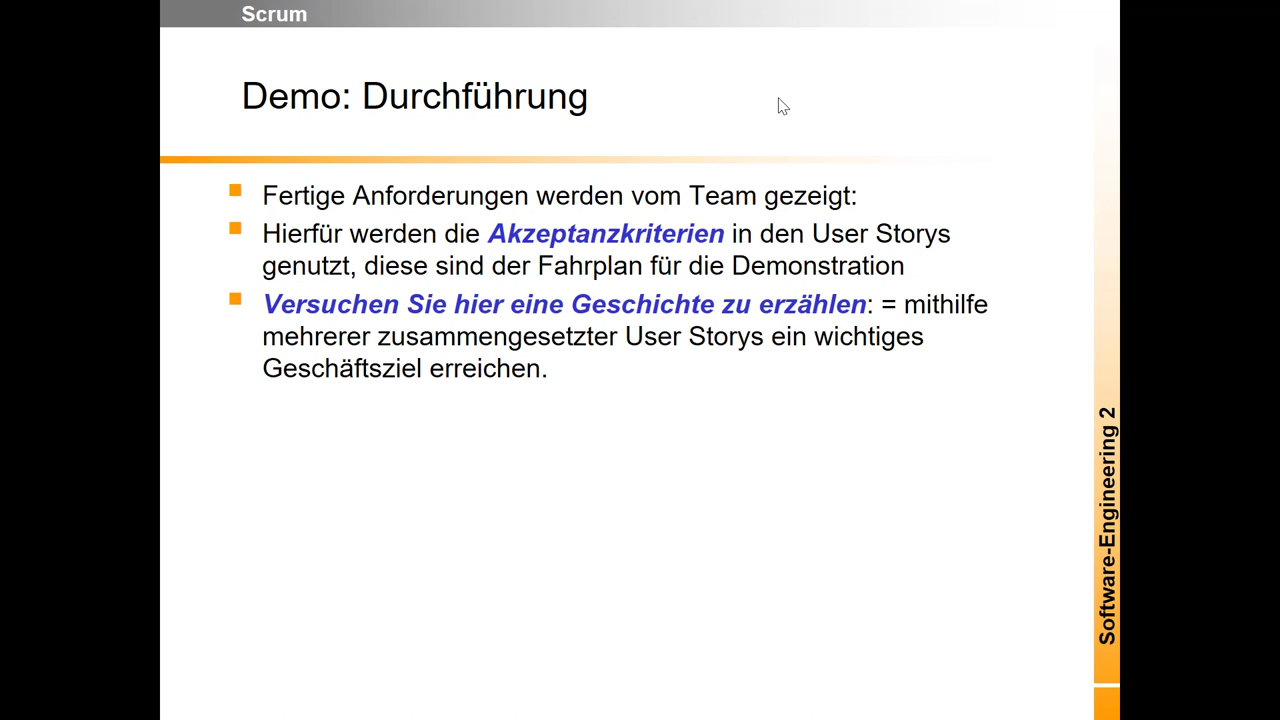 Scrum
Demo: Durchführung
Fertige Anforderungen werden vom Team gezeigt:
Hierfür werden die Akzeptanzkriterien in den User Storys
genutzt, diese sind der Fahrplan für die Demonstration
Versuchen Sie hier eine Geschichte zu erzählen: = mithilfe
mehrerer zusammengesetzter User Storys ein wichtiges
Geschäftsziel erreichen.
Software-Engineering 2